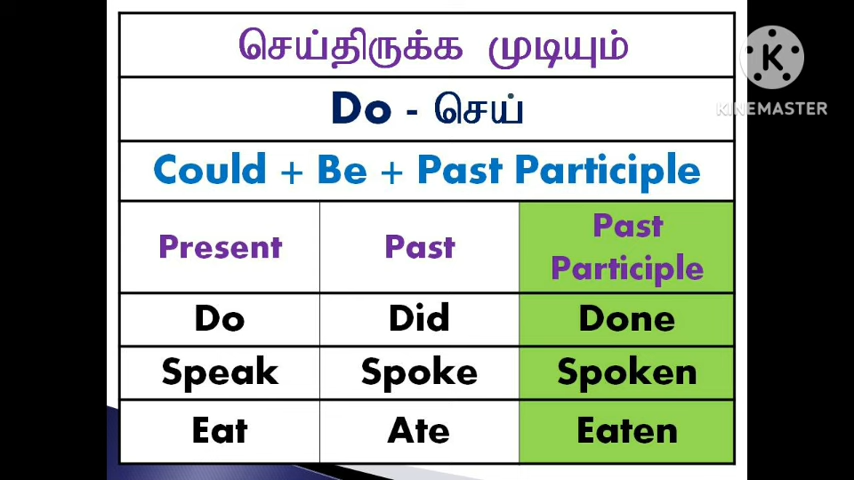 செய்திருக்க முடியும்
Do - செய்
Could + Be + Past Participle
Present Past Past Participle
Do Did Done
Speak Spoke Spoken
Eat Ate Eaten
K
KINEMASTER